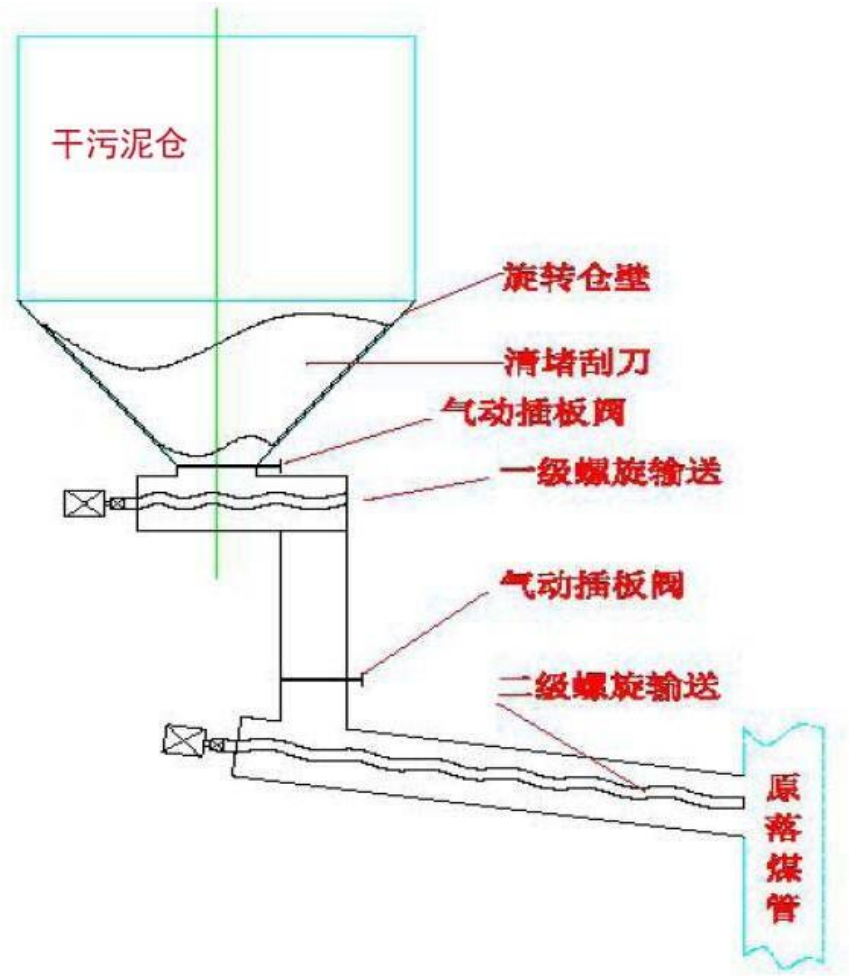 干污泥仓
旋转仓壁
清堵刮刀
气动插板阀
一级螺旋输送
气动插板阀
二级螺旋输送
原落煤管